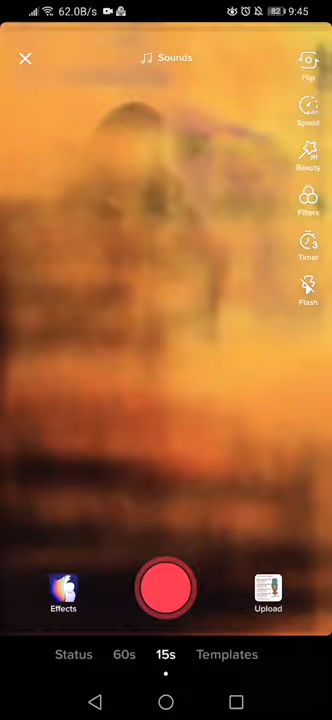 62.0B/s
82
9:45
Sounds
Flip
Speed
Beauty
Filters
Timer
Flash
Effects
Upload
Status 60s 15s Templates